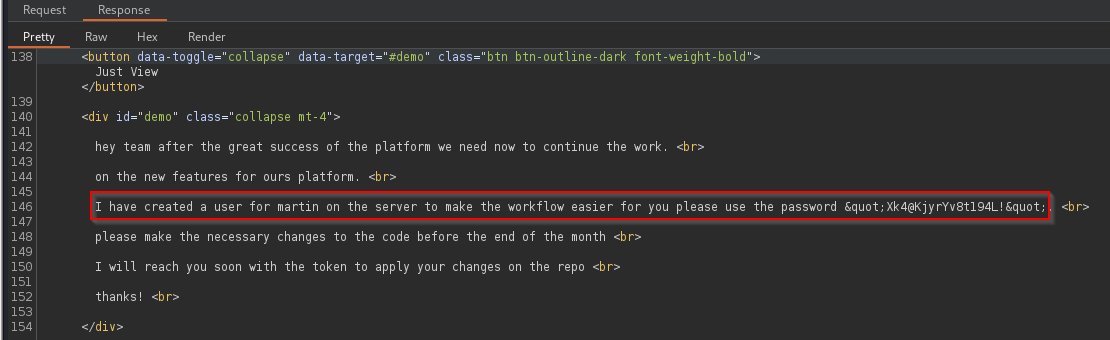 Request Response
Pretty Raw Hex Render
138 <button data-toggle="collapse" data-target="#demo" class="btn btn-outline-dark font-weight-bold">
Just View
</button>
139
140 <div id="demo" class="collapse mt-4">
141
142 hey team after the great success of the platform we need now to continue the work. <br>
143
144 on the new features for ours platform. <br>
145
146 I have created a user for martin on the server to make the workflow easier for you please use the password &quot;Xk4@KjyrYv8t194L!&quot;. <br>
147
148 please make the necessary changes to the code before the end of the month <br>
149
150 I will reach you soon with the token to apply your changes on the repo <br>
151
152 thanks! <br>
153
154 </div>